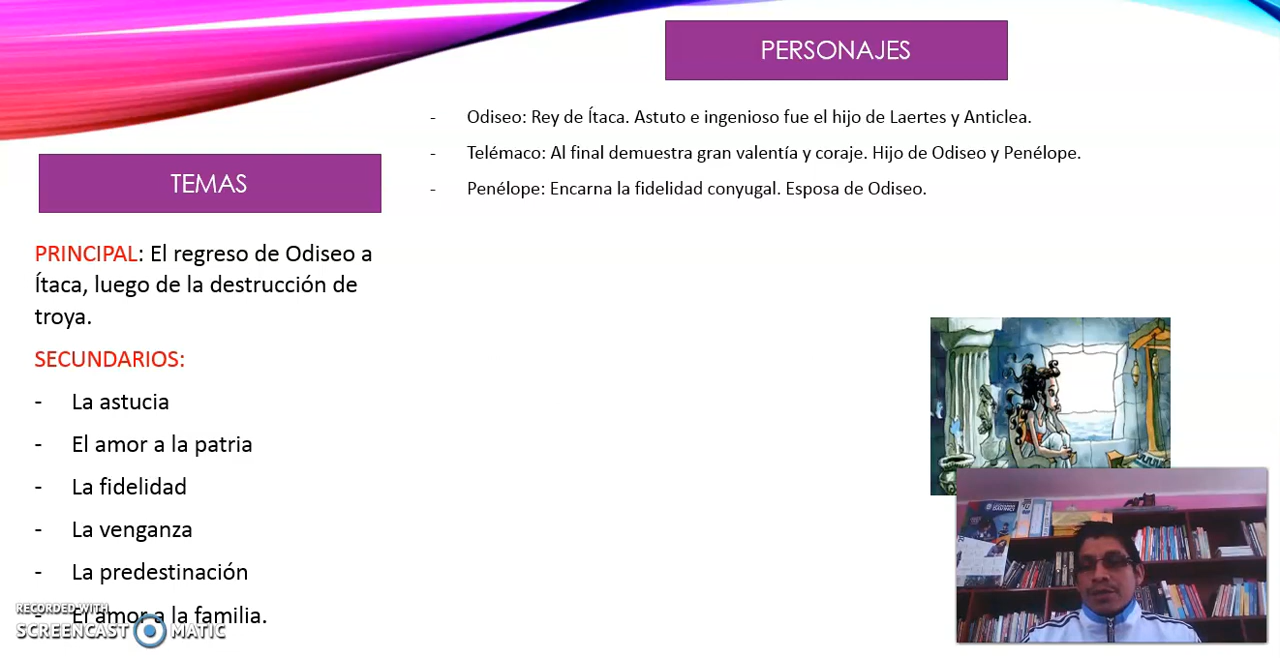 PERSONAJES
- Odiseo: Rey de Ítaca. Astuto e ingenioso fue el hijo de Laertes y Anticlea.
- Telémaco: Al final demuestra gran valentía y coraje. Hijo de Odiseo y Penélope.
- Penélope: Encarna la fidelidad conyugal. Esposa de Odiseo.
TEMAS
PRINCIPAL: El regreso de Odiseo a
Ítaca, luego de la destrucción de
troya.
SECUNDARIOS:
- La astucia
- El amor a la patria
- La fidelidad
- La venganza
- La predestinación
- El amor a la familia.
RECORDED WITH
SCREENCAST MATIC